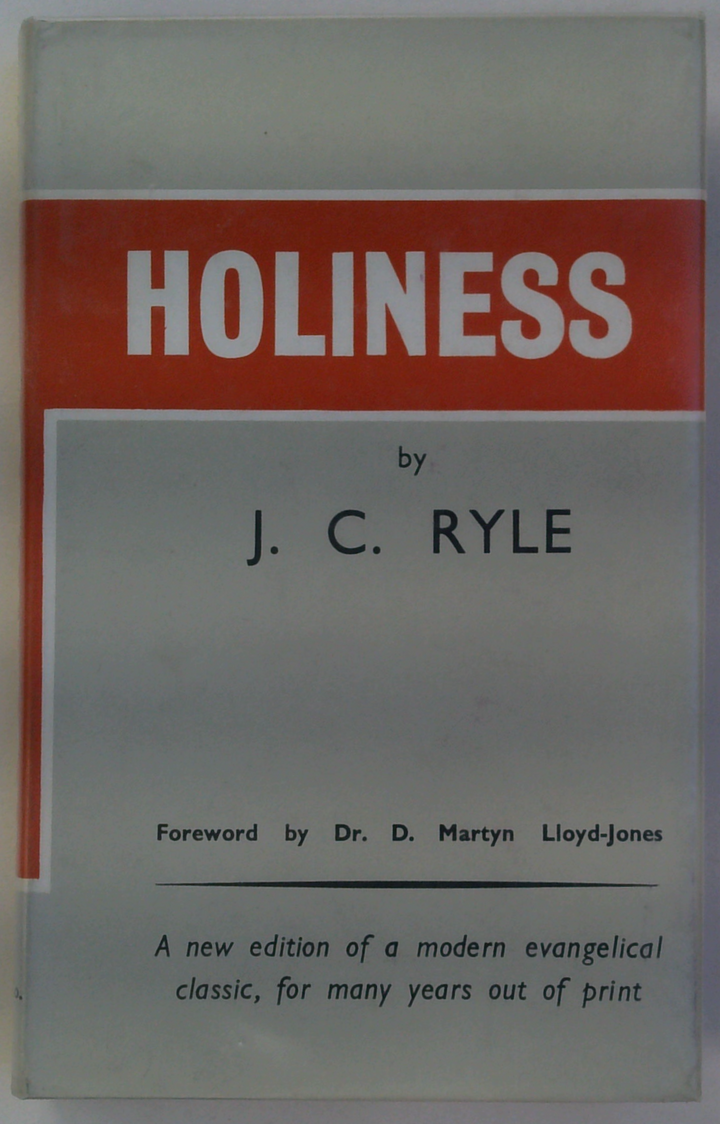 HOLINESS
by
J. C. RYLE
Foreword by Dr. D. Martyn Lloyd-Jones
A new edition of a modern evangelical
classic, for many years out of print